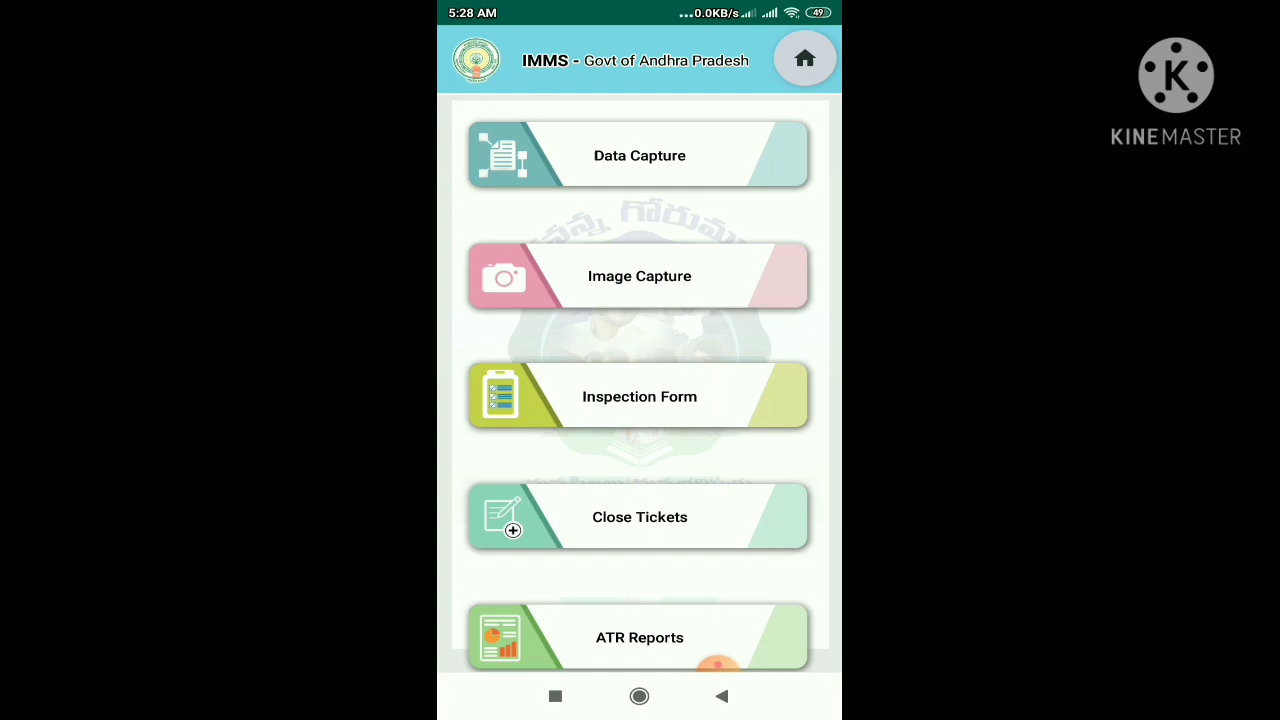 5:28 AM
...0.0KB/s
49
IMMS - Govt of Andhra Pradesh
K
KINEMASTER
Data Capture
Image Capture
Inspection Form
Close Tickets
ATR Reports